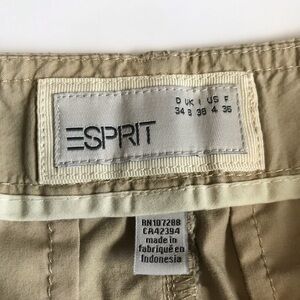 D UK I US F
34 8 38 4 36
ESPRIT
RN107288
CA42394
made in
fabriqué en
Indonesia